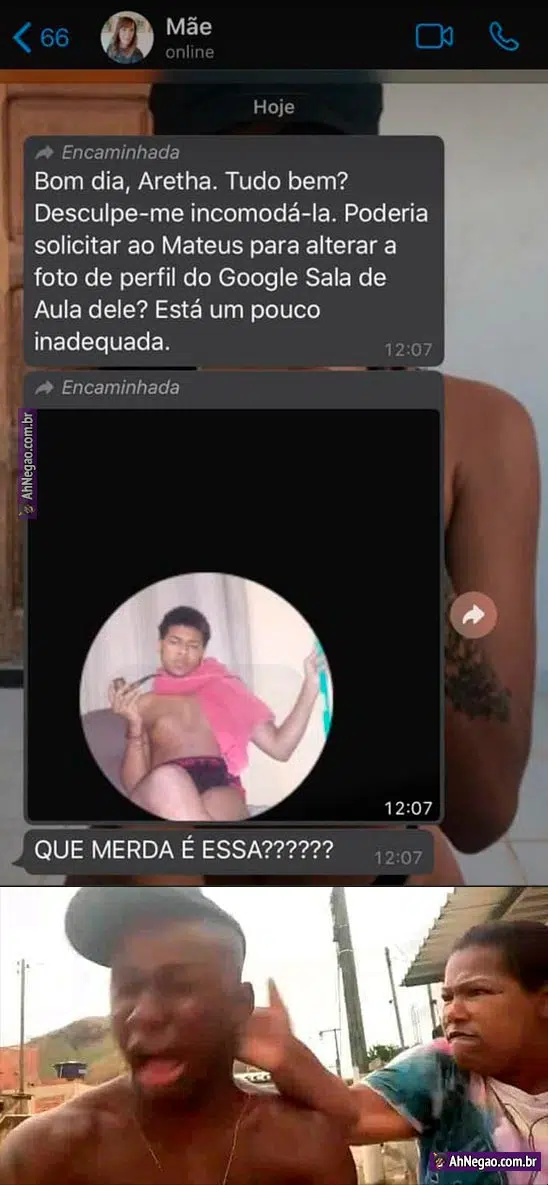 66
Mãe
online
Hoje
Encaminhada
Bom dia, Aretha. Tudo bem?
Desculpe-me incomodá-la. Poderia
solicitar ao Mateus para alterar a
foto de perfil do Google Sala de
Aula dele? Está um pouco
inadequada.
12:07
Encaminhada
AhNegao.com.br
12:07
QUE MERDA É ESSA??????
12:07
AhNegao.com.br